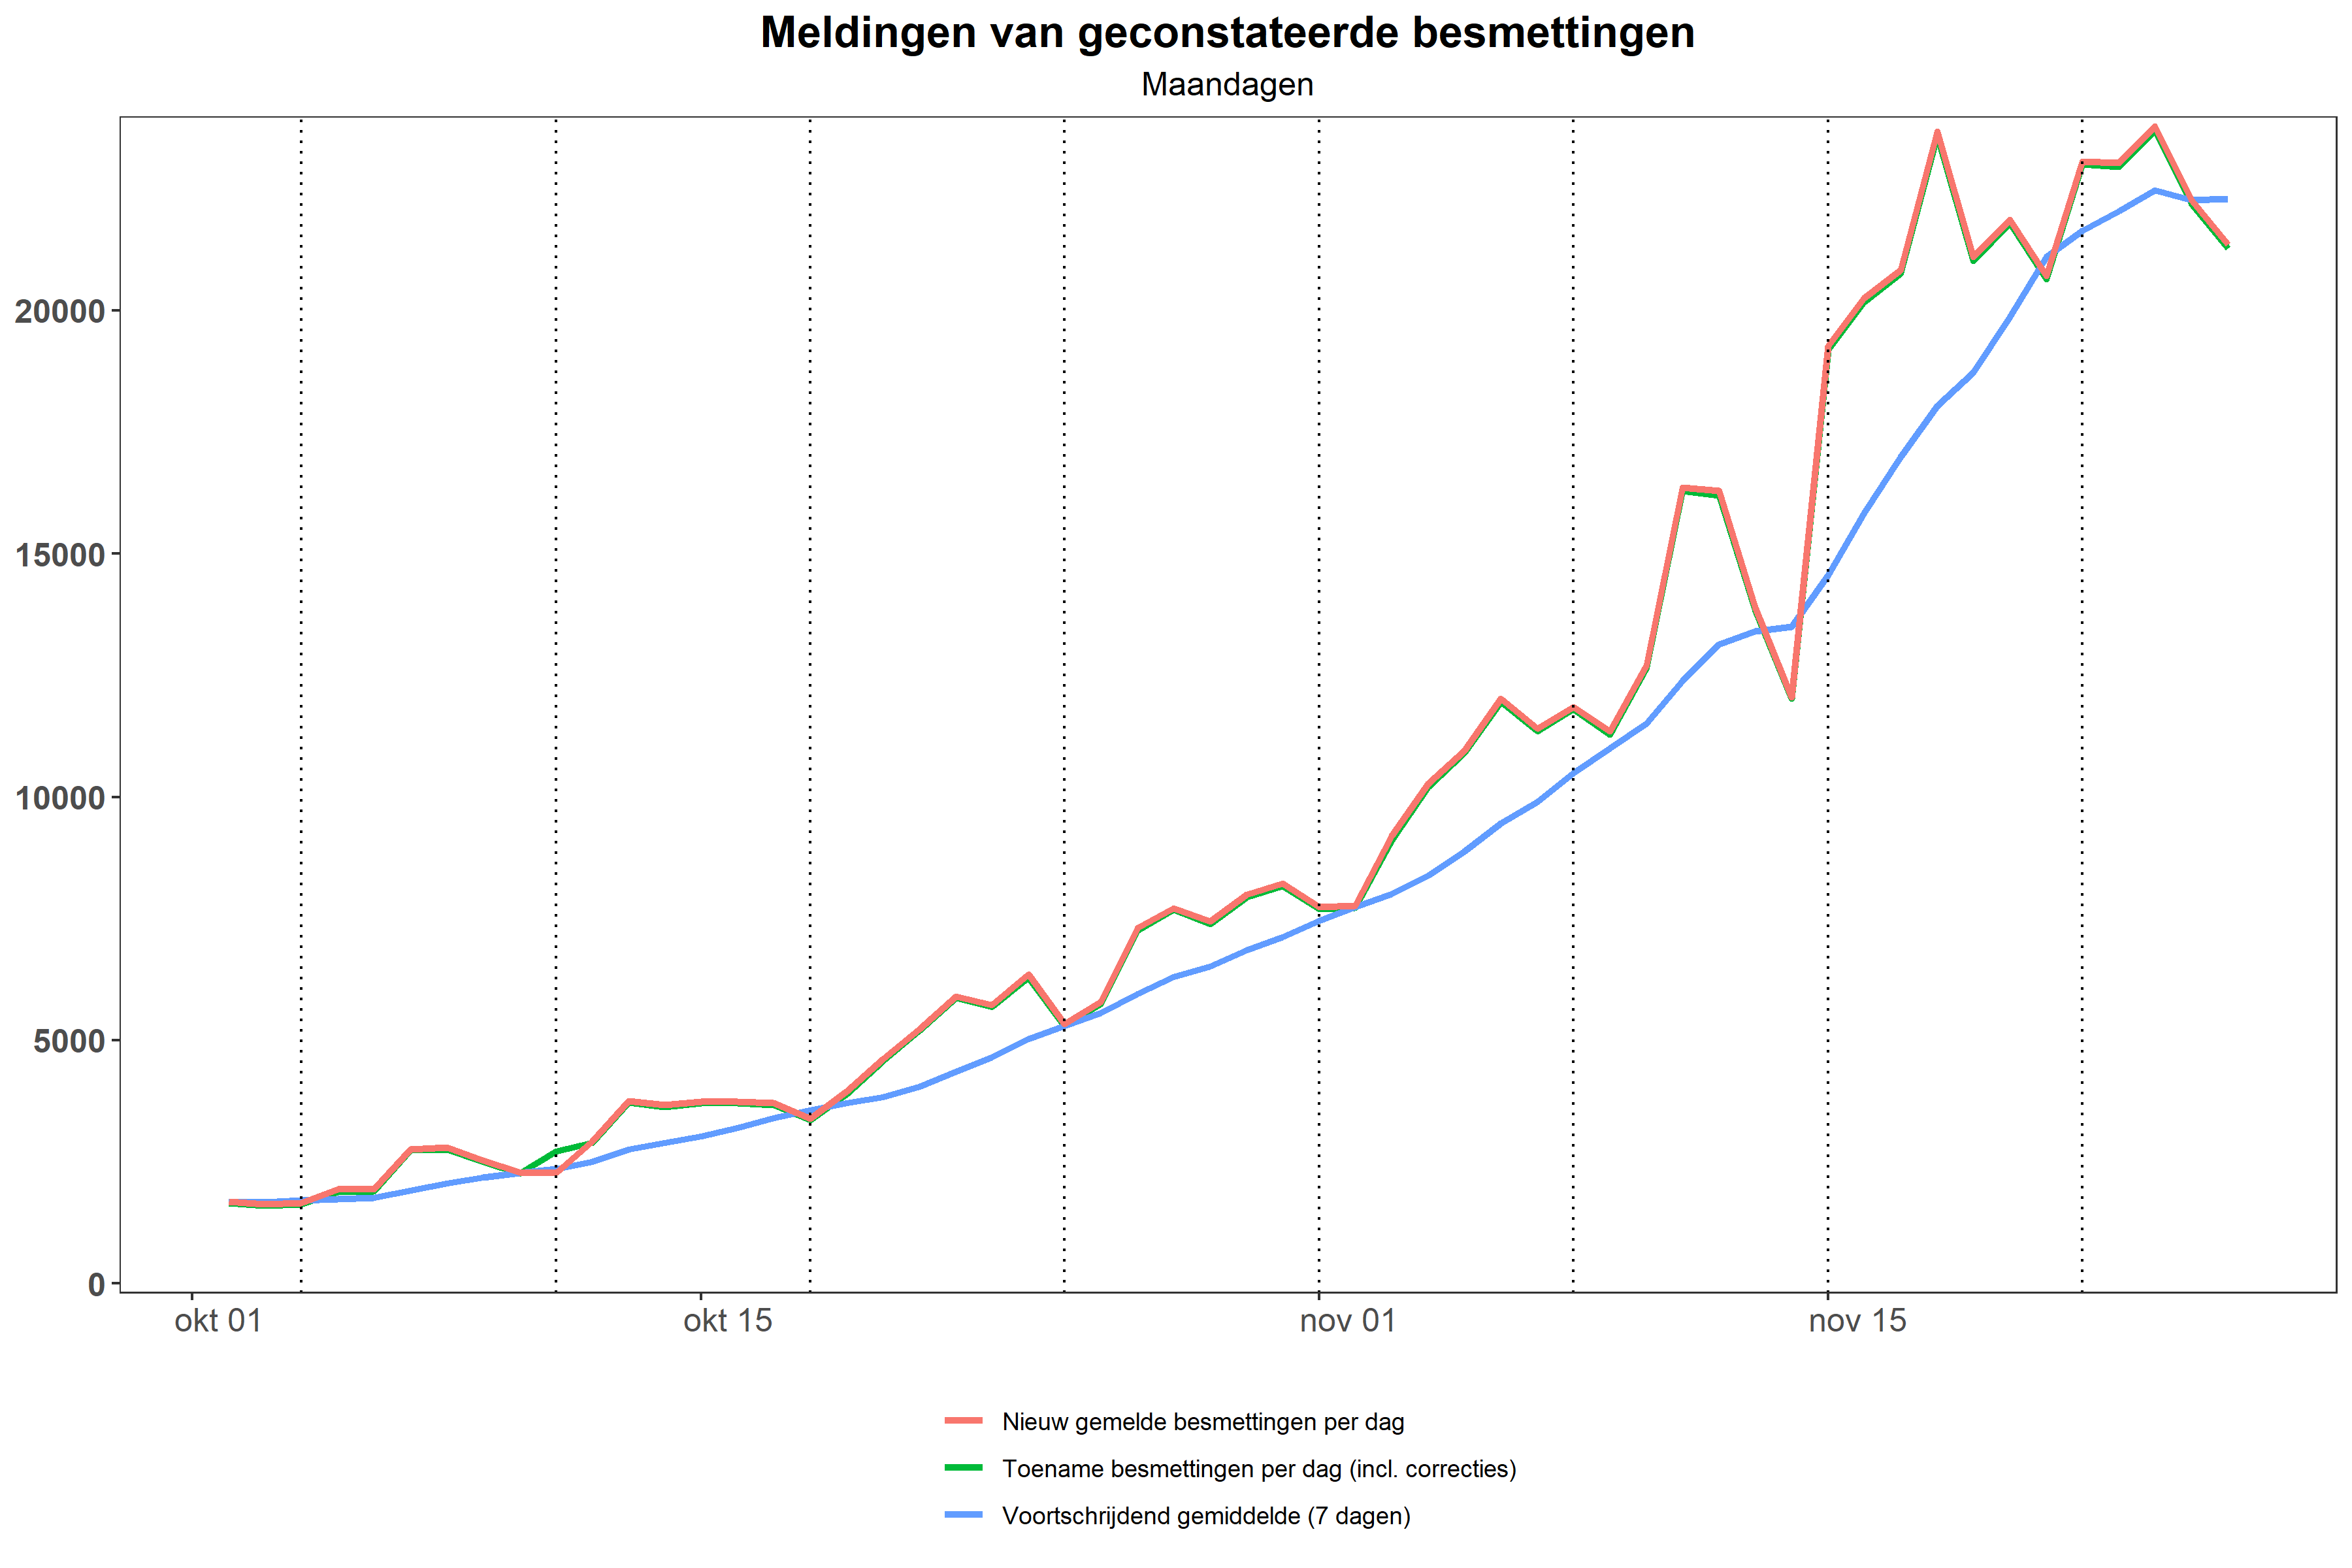 Meldingen van geconstateerde besmettingen
Maandagen
20000
15000
10000
5000
0
okt 01
okt 15
nov 01
nov 15
Nieuw gemelde besmettingen per dag
Toename besmettingen per dag (incl. correcties)
Voortschrijdend gemiddelde (7 dagen)